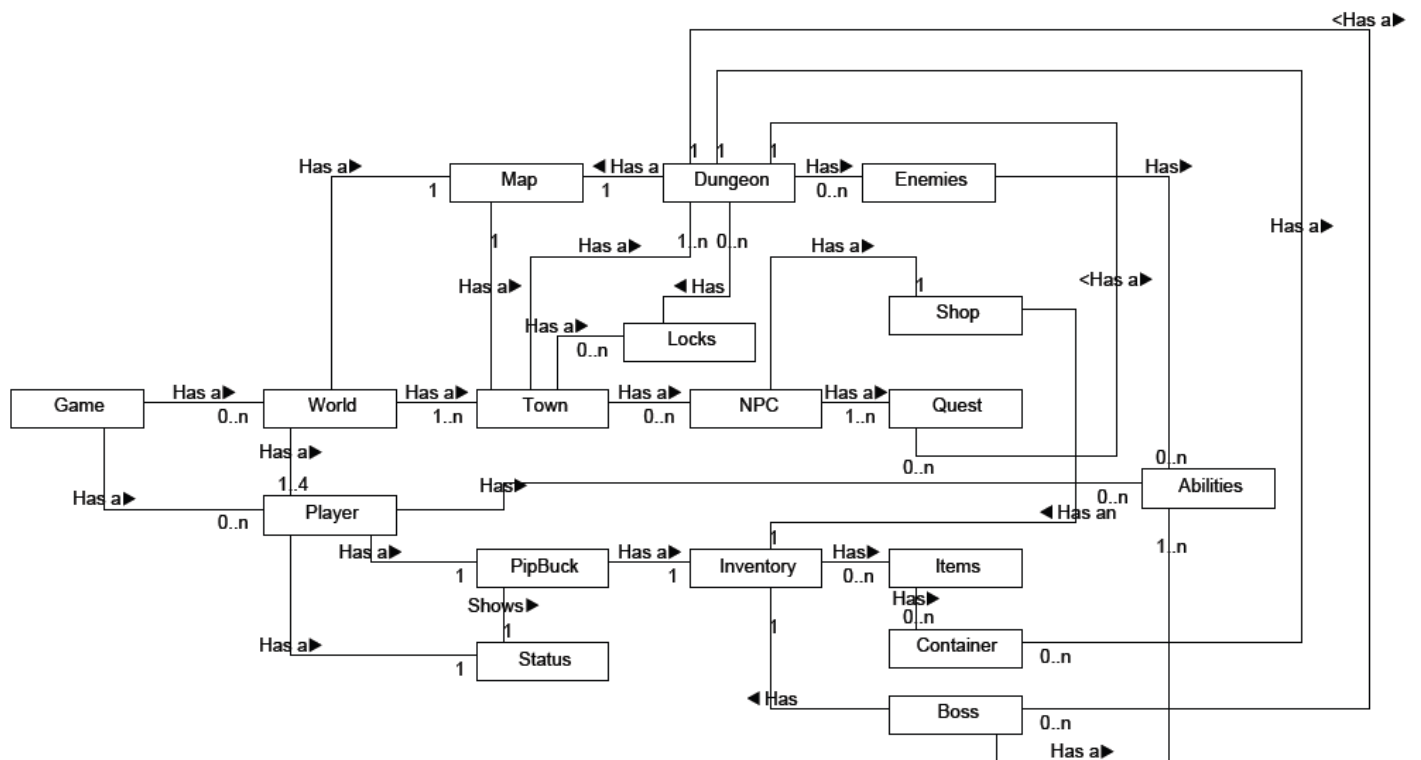 <Has a▶
1
1
1
Has a▶
◀ Has a
Has▶
Has▶
Map
Dungeon
Enemies
1
1
0..n
Has a▶
1
Has a▶
1..n
0..n
Has a▶
Has a▶
◀ Has
<Has a▶
1
Shop
Has a▶
Locks
0..n
Has a▶
Has a▶
Has a▶
Has a▶
Game
World
Town
NPC
Quest
0..n
1..n
0..n
1..n
Has a▶
0..n
0..n
1..4
Has▶
Abilities
Has a▶
0..n
Player
◀ Has an
0..n
1
1..n
Has a▶
Has a▶
Has▶
PipBuck
Inventory
Items
1
1
0..n
Shows▶
Has▶
0..n
1
1
Has a▶
Status
Container
1
0..n
◀ Has
Boss
0..n
Has a▶